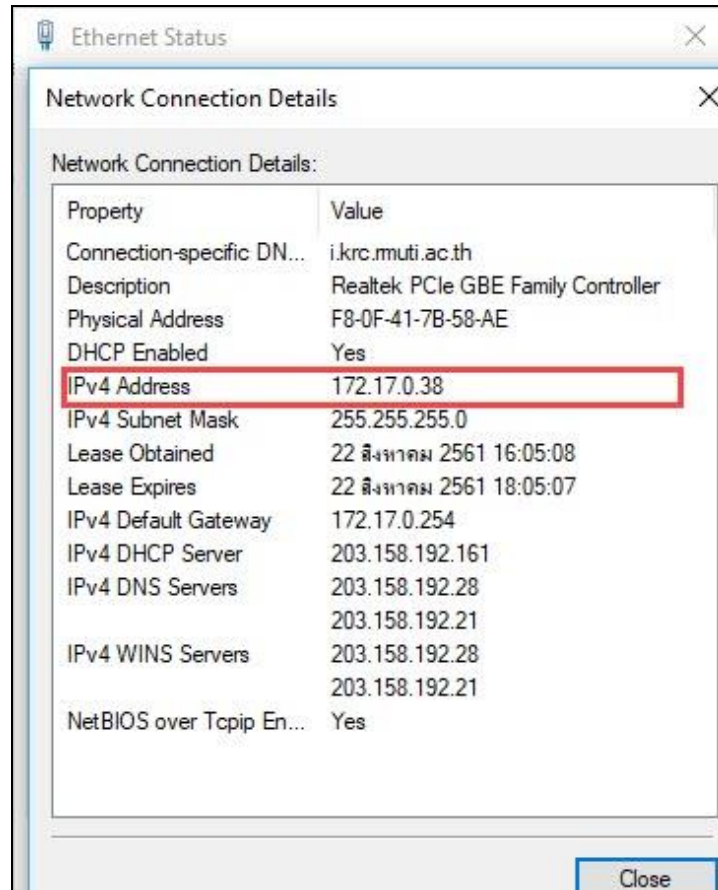 Ethernet Status
Network Connection Details
Network Connection Details:
Property Value
Connection-specific DN... i.krc.rmuti.ac.th
Description Realtek PCIe GBE Family Controller
Physical Address F8-0F-41-7B-58-AE
DHCP Enabled Yes
IPv4 Address 172.17.0.38
IPv4 Subnet Mask 255.255.255.0
Lease Obtained 22 สิงหาคม 2561 16:05:08
Lease Expires 22 สิงหาคม 2561 18:05:07
IPv4 Default Gateway 172.17.0.254
IPv4 DHCP Server 203.158.192.161
IPv4 DNS Servers 203.158.192.28
203.158.192.21
IPv4 WINS Servers 203.158.192.28
203.158.192.21
NetBIOS over Tcpip En... Yes
Close